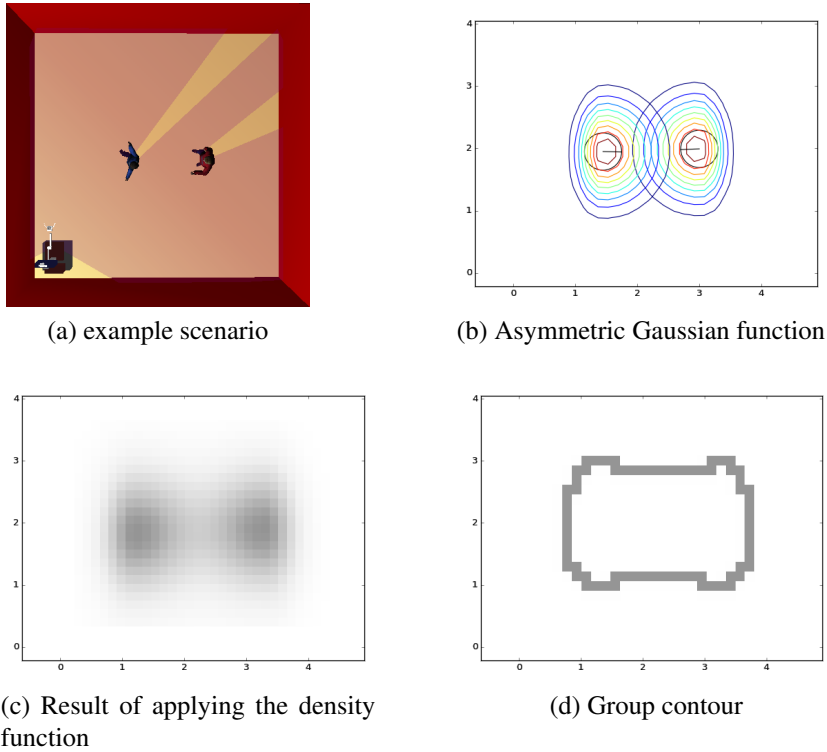 (a) example scenario
4
3
2
1
0
0 1 2 3 4
(b) Asymmetric Gaussian function
4
3
2
1
0
0 1 2 3 4
(c) Result of applying the density
function
4
3
2
1
0
0 1 2 3 4
(d) Group contour